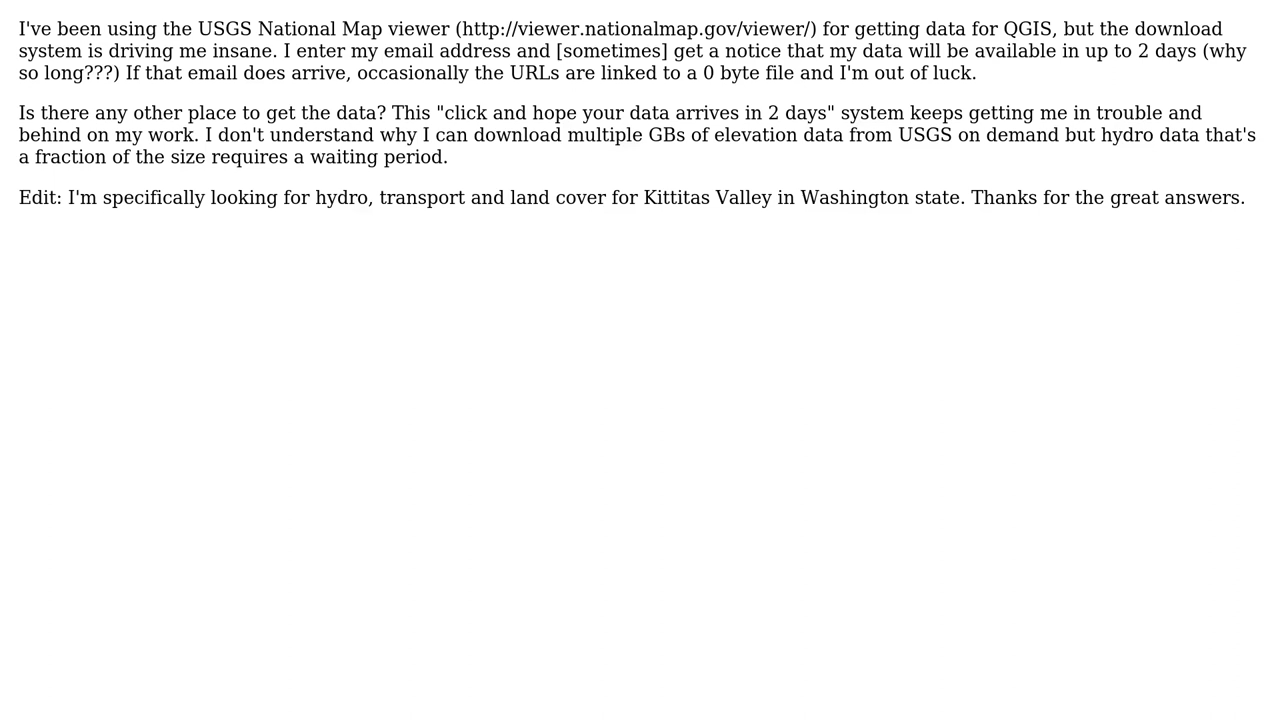 I've been using the USGS National Map viewer (http://viewer.nationalmap.gov/viewer/) for getting data for QGIS, but the download
system is driving me insane. I enter my email address and [sometimes] get a notice that my data will be available in up to 2 days (why
so long???) If that email does arrive, occasionally the URLs are linked to a 0 byte file and I'm out of luck.
Is there any other place to get the data? This "click and hope your data arrives in 2 days" system keeps getting me in trouble and
behind on my work. I don't understand why I can download multiple GBs of elevation data from USGS on demand but hydro data that's
a fraction of the size requires a waiting period.
Edit: I'm specifically looking for hydro, transport and land cover for Kittitas Valley in Washington state. Thanks for the great answers.